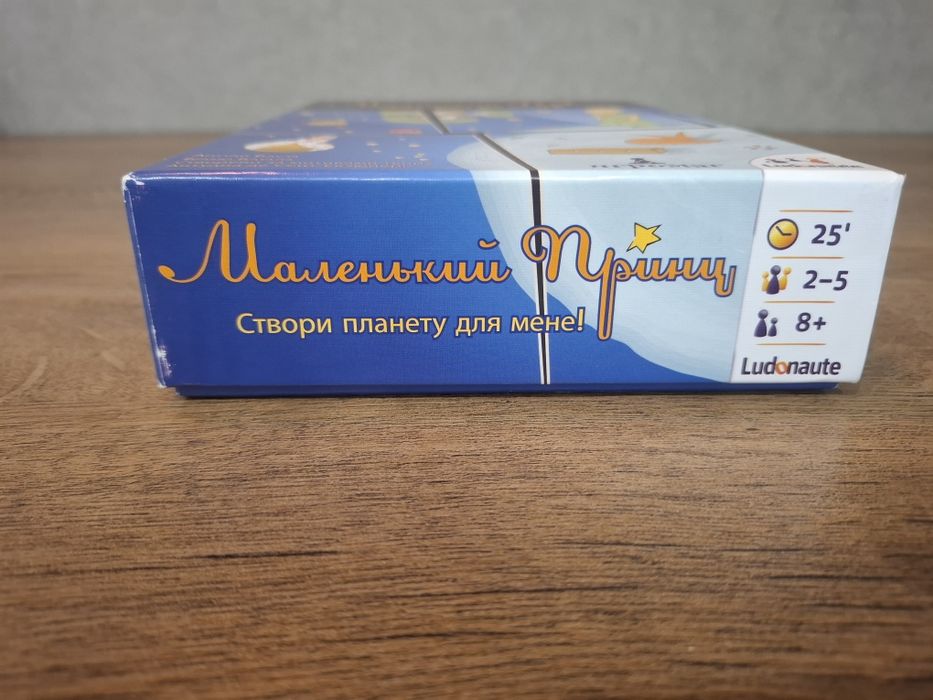 Маленький Принц
Створи планету для мене!
25'
2–5
8+
Ludonaute